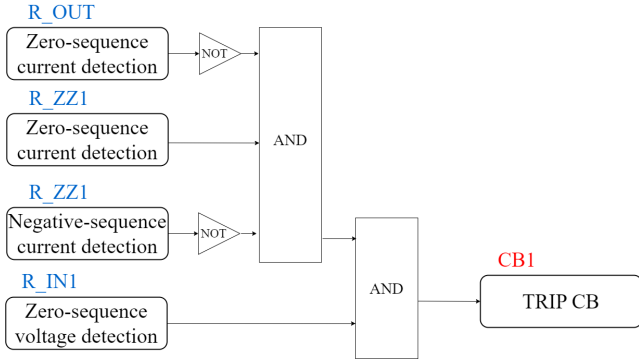 R_OUT
Zero-sequence
current detection
NOT
R_ZZ1
Zero-sequence
current detection
AND
R_ZZ1
Negative-sequence
current detection
NOT
R_IN1
Zero-sequence
voltage detection
AND
CB1
TRIP CB